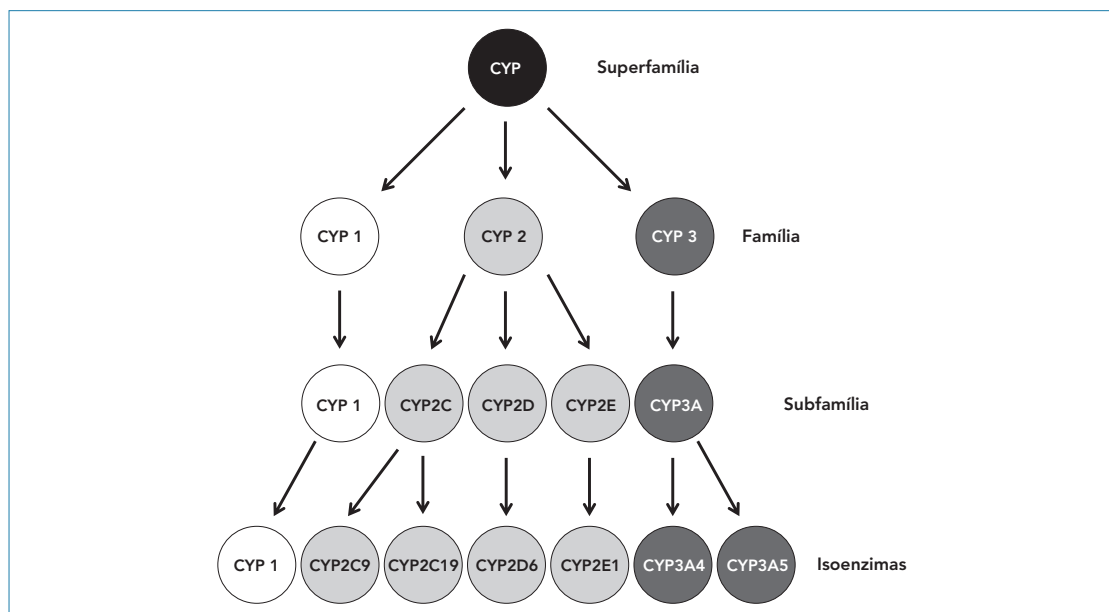 CYP Superfamília
CYP 1 CYP 2 CYP 3 Família
CYP 1 CYP2C CYP2D CYP2E CYP3A Subfamília
CYP 1 CYP2C9 CYP2C19 CYP2D6 CYP2E1 CYP3A4 CYP3A5 Isoenzimas